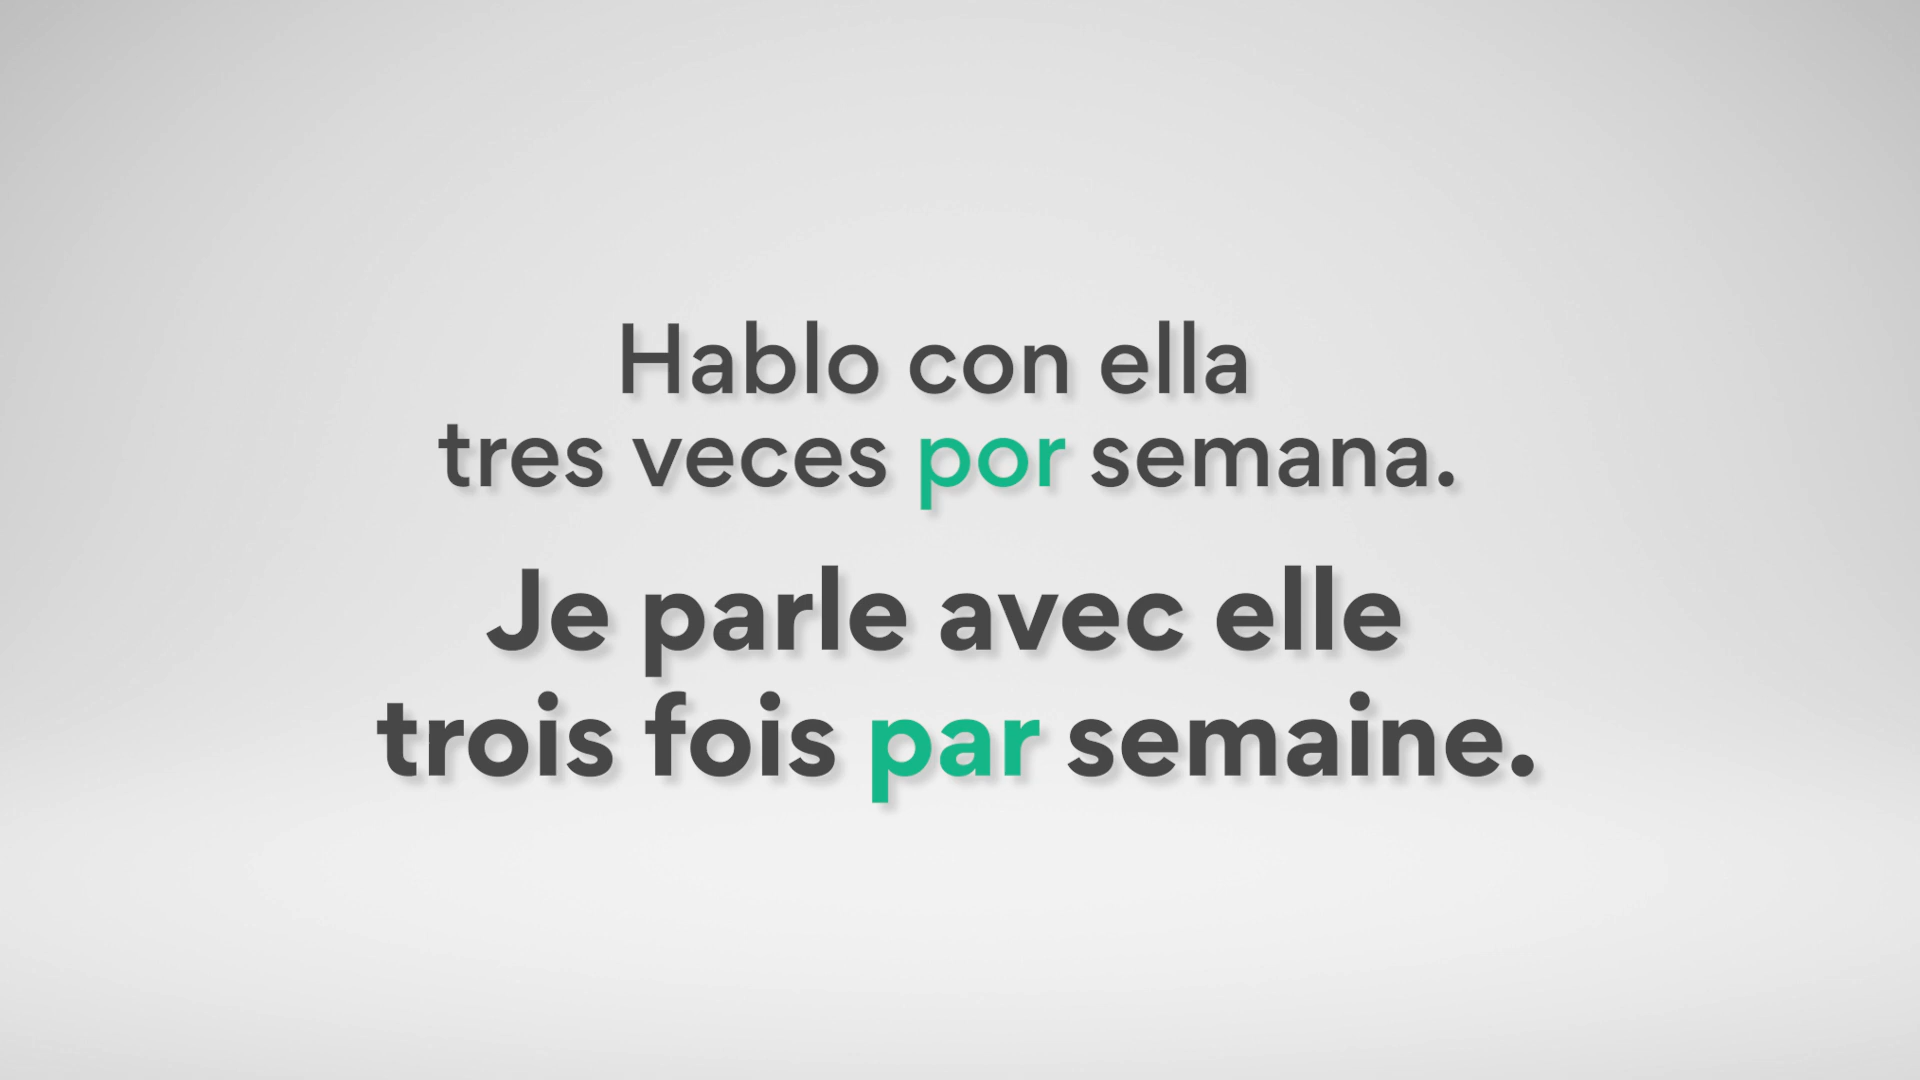 Hablo con ella
tres veces por semana.
Je parle avec elle
trois fois par semaine.